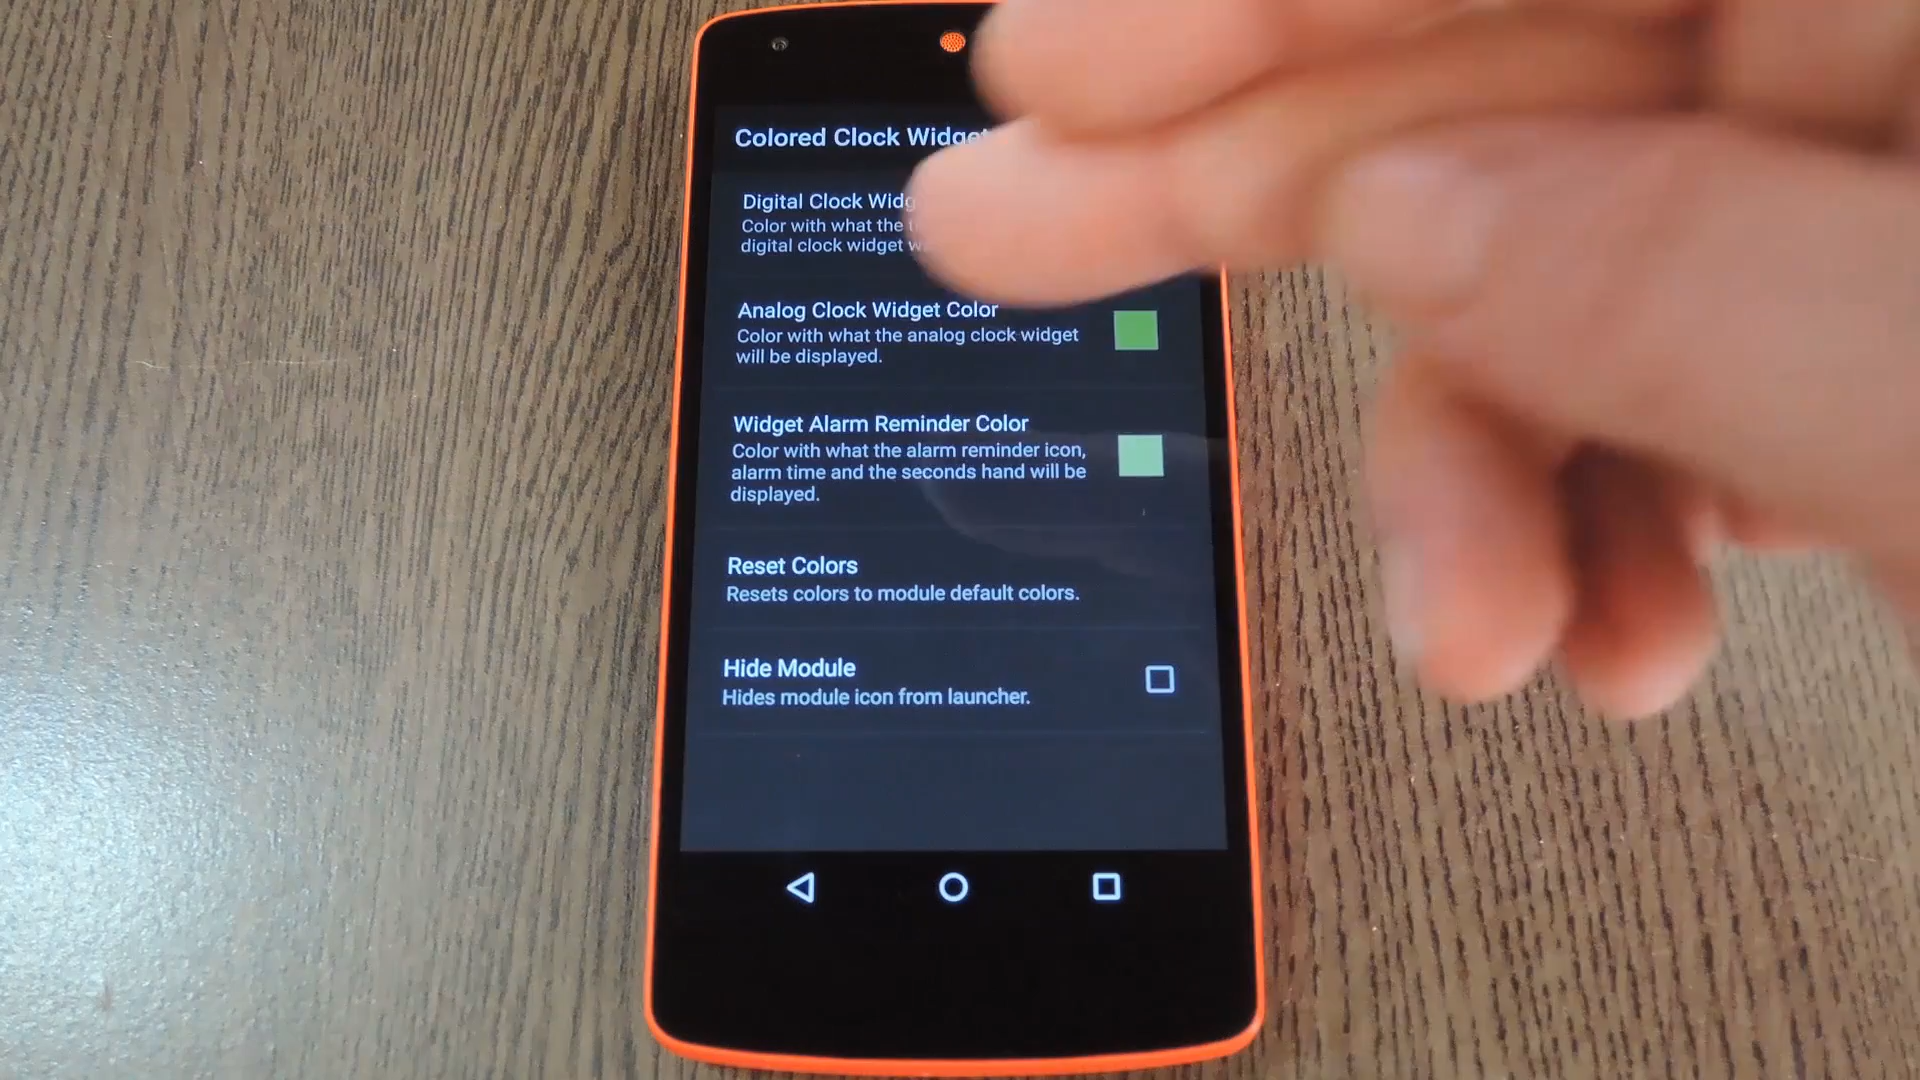 Colored Clock Widget
Digital Clock
Color with what the
digital clock widget
Analog Clock Widget Color
Color with what the analog clock widget
will be displayed.
Widget Alarm Reminder Color
Color with what the alarm reminder icon,
alarm time and the seconds hand will be
displayed.
Reset Colors
Resets colors to module default colors.
Hide Module
Hides module icon from launcher.